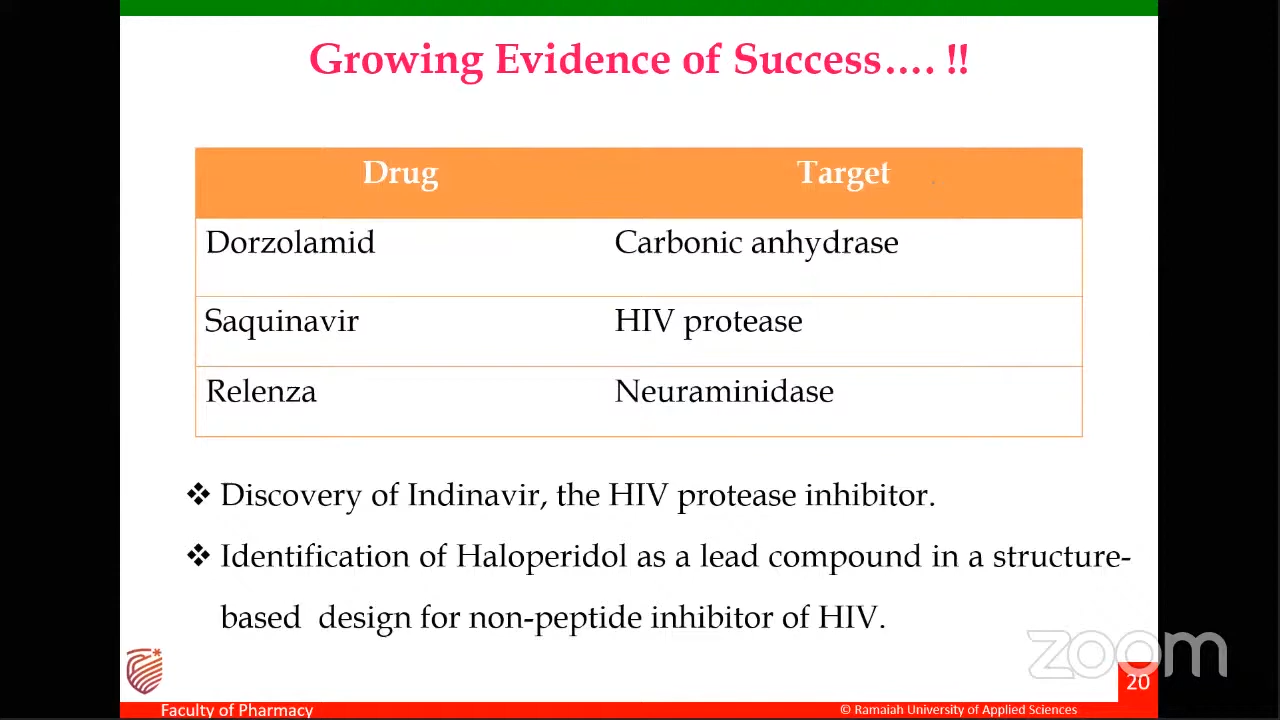 Growing Evidence of Success…. !!
Drug Target
Dorzolamid Carbonic anhydrase
Saquinavir HIV protease
Relenza Neuraminidase
❖ Discovery of Indinavir, the HIV protease inhibitor.
❖ Identification of Haloperidol as a lead compound in a structure-
based design for non-peptide inhibitor of HIV.
zoom
20
Faculty of Pharmacy
© Ramaiah University of Applied Sciences